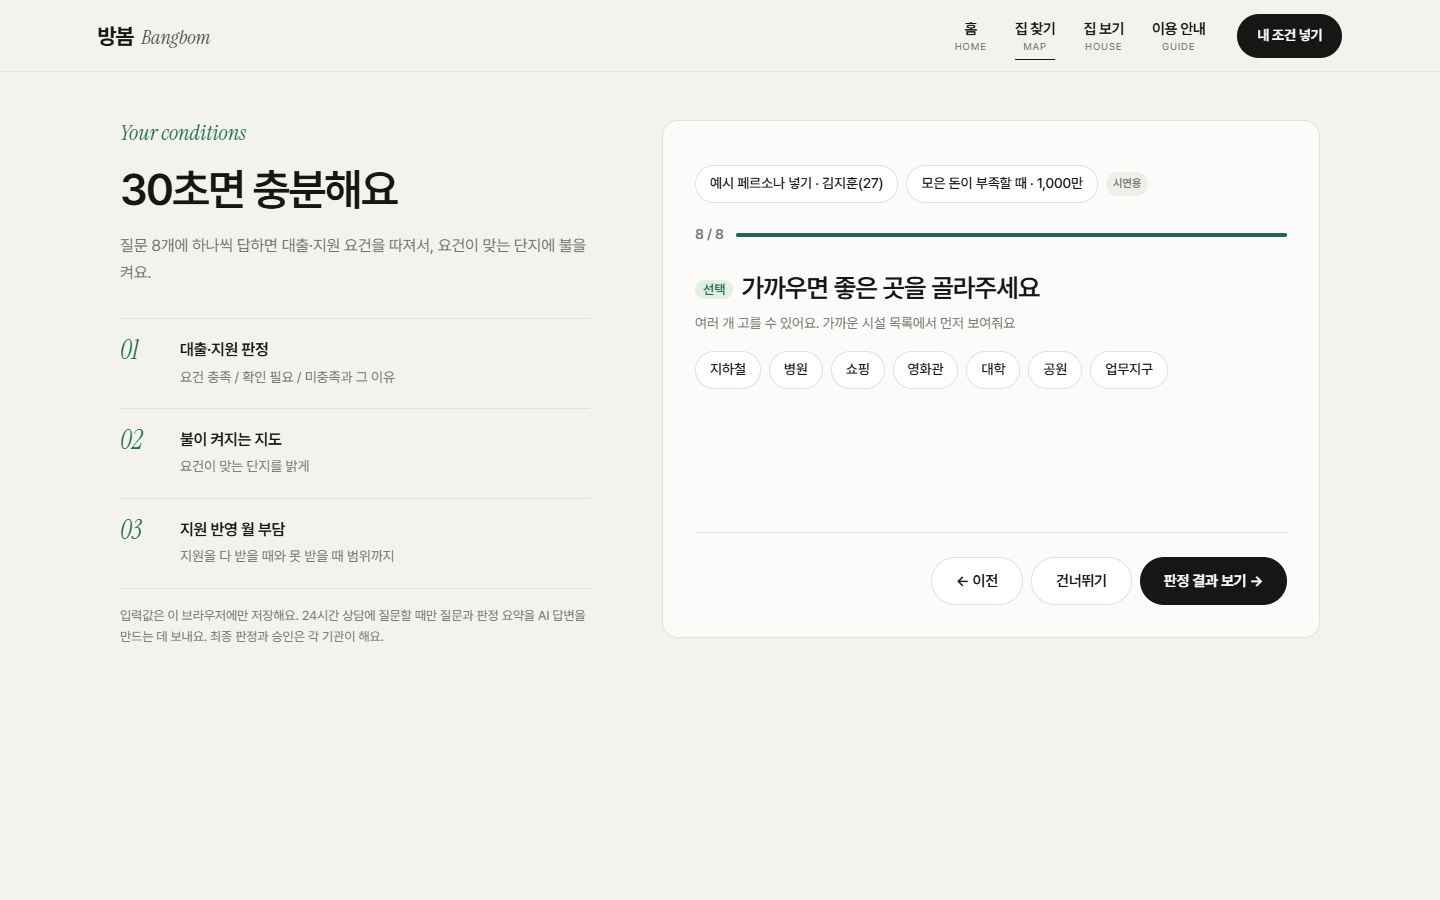 방봄 Bangbom
홈
HOME
집 찾기
MAP
집 보기
HOUSE
이용 안내
GUIDE
내 조건 넣기
Your conditions
30초면 충분해요
질문 8개에 하나씩 답하면 대출·지원 요건을 따져서, 요건이 맞는 단지에 불을
켜요.
01
대출·지원 판정
요건 충족 / 확인 필요 / 미충족과 그 이유
02
불이 켜지는 지도
요건이 맞는 단지를 밝게
03
지원 반영 월 부담
지원을 다 받을 때와 못 받을 때 범위까지
입력값은 이 브라우저에만 저장해요. 24시간 상담에 질문할 때만 질문과 판정 요약을 AI 답변을
만드는 데 보내요. 최종 판정과 승인은 각 기관이 해요.
예시 페르소나 넣기 · 김지훈(27)
모은 돈이 부족할 때 · 1,000만
시연용
8 / 8
선택 가까우면 좋은 곳을 골라주세요
여러 개 고를 수 있어요. 가까운 시설 목록에서 먼저 보여줘요
지하철
병원
쇼핑
영화관
대학
공원
업무지구
← 이전
건너뛰기
판정 결과 보기 →